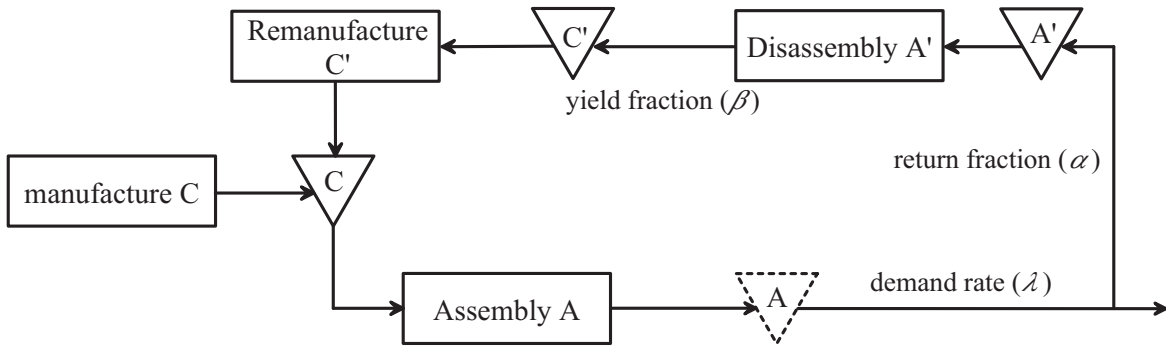 Remanufacture
C'
C'
Disassembly A'
A'
yield fraction (β)
return fraction (α)
manufacture C
C
Assembly A
A
demand rate (λ)